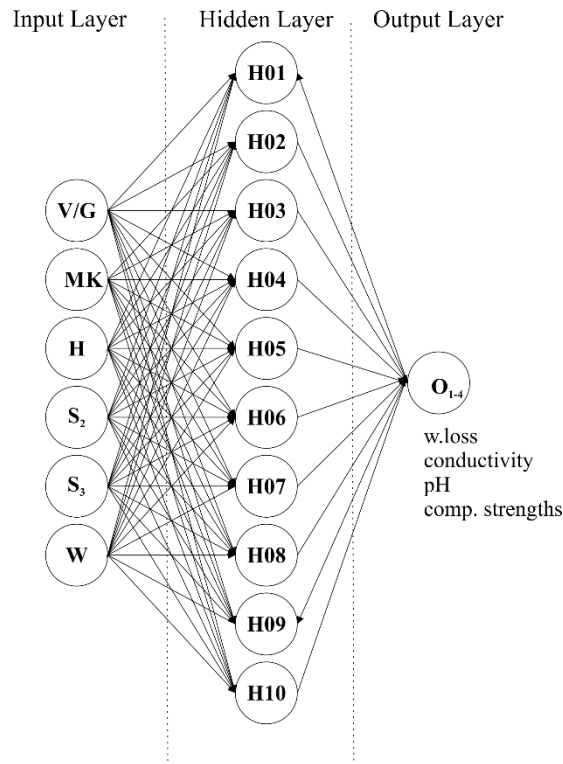 Input Layer
Hidden Layer
Output Layer
H01
H02
H03
H04
H05
H06
H07
H08
H09
H10
V/G
MK
H
S₂
S₃
W
O₁₋₄
w.loss
conductivity
pH
comp. strengths